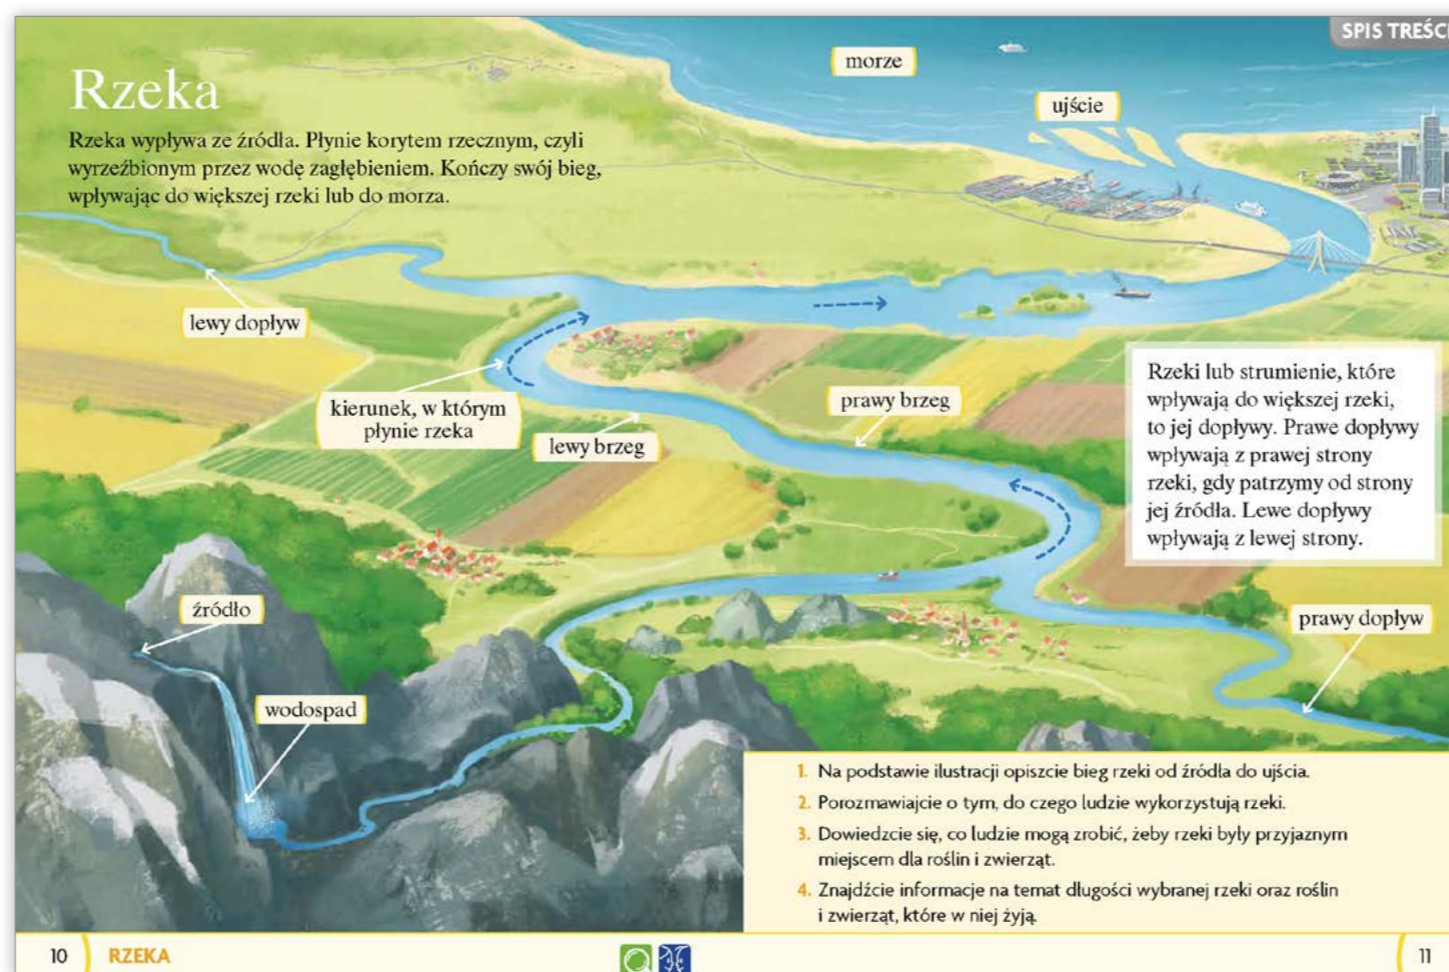 SPIS TREŚCI
Rzeka
Rzeka wypływa ze źródła. Płynie korytem rzecznym, czyli
wyrzeźbionym przez wodę zagłębieniem. Kończy swój bieg,
wpływając do większej rzeki lub do morza.
morze
ujście
lewy dopływ
kierunek, w którym
płynie rzeka
lewy brzeg
prawy brzeg
Rzeki lub strumienie, które
wpływają do większej rzeki,
to jej dopływy. Prawe dopływy
wpływają z prawej strony
rzeki, gdy patrzymy od strony
jej źródła. Lewe dopływy
wpływają z lewej strony.
źródło
prawy dopływ
wodospad
1. Na podstawie ilustracji opiszcie bieg rzeki od źródła do ujścia.
2. Porozmawiajcie o tym, do czego ludzie wykorzystują rzeki.
3. Dowiedzcie się, co ludzie mogą zrobić, żeby rzeki były przyjaznym
miejscem dla roślin i zwierząt.
4. Znajdźcie informacje na temat długości wybranej rzeki oraz roślin
i zwierząt, które w niej żyją.
10 RZEKA
11